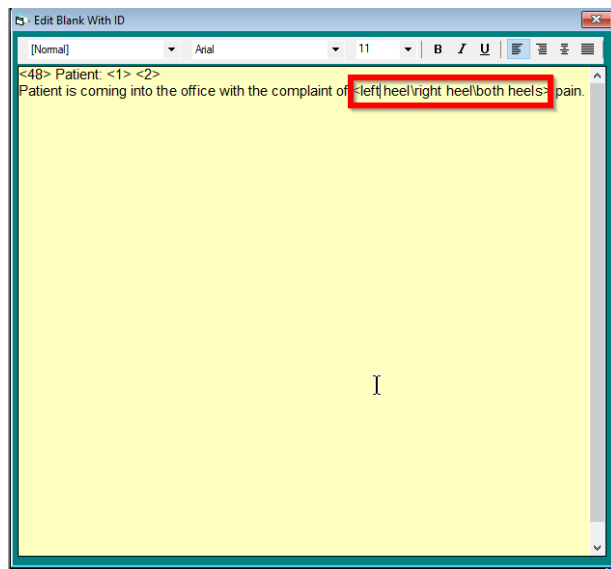 Edit Blank With ID
[Normal] Arial 11 B I U
<48> Patient: <1> <2>
Patient is coming into the office with the complaint of <left heel\right heel\both heels> pain.